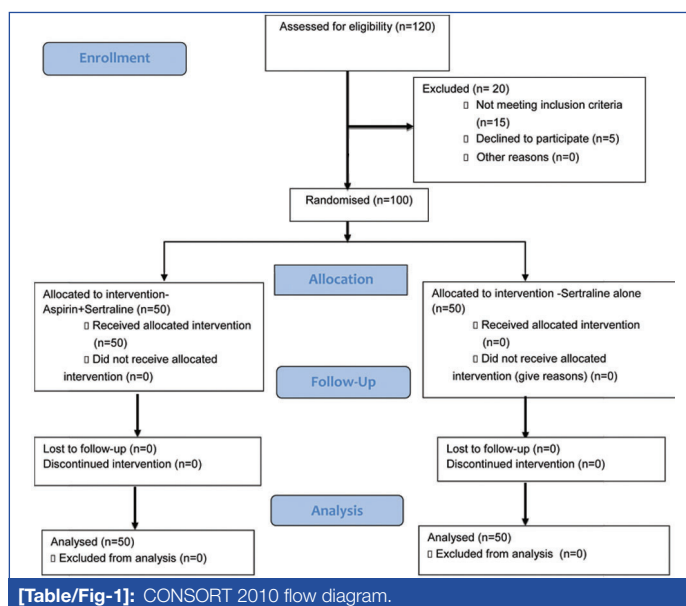 Assessed for eligibility (n=120)
Enrollment
Excluded (n= 20)
▯ Not meeting inclusion criteria
(n=15)
▯ Declined to participate (n=5)
▯ Other reasons (n=0)
Randomised (n=100)
Allocation
Allocated to intervention-
Aspirin+Sertraline (n=50)
▯ Received allocated intervention
(n=50)
▯ Did not receive allocated
intervention (n=0)
Allocated to intervention -Sertraline alone
(n=50)
▯ Received allocated intervention
(n=0)
▯ Did not receive allocated
intervention (give reasons) (n=0)
Follow-Up
Lost to follow-up (n=0)
Discontinued intervention (n=0)
Lost to follow-up (n=0)
Discontinued intervention (n=0)
Analysis
Analysed (n=50)
▯ Excluded from analysis (n=0)
Analysed (n=50)
▯ Excluded from analysis (n=0)
[Table/Fig-1]: CONSORT 2010 flow diagram.